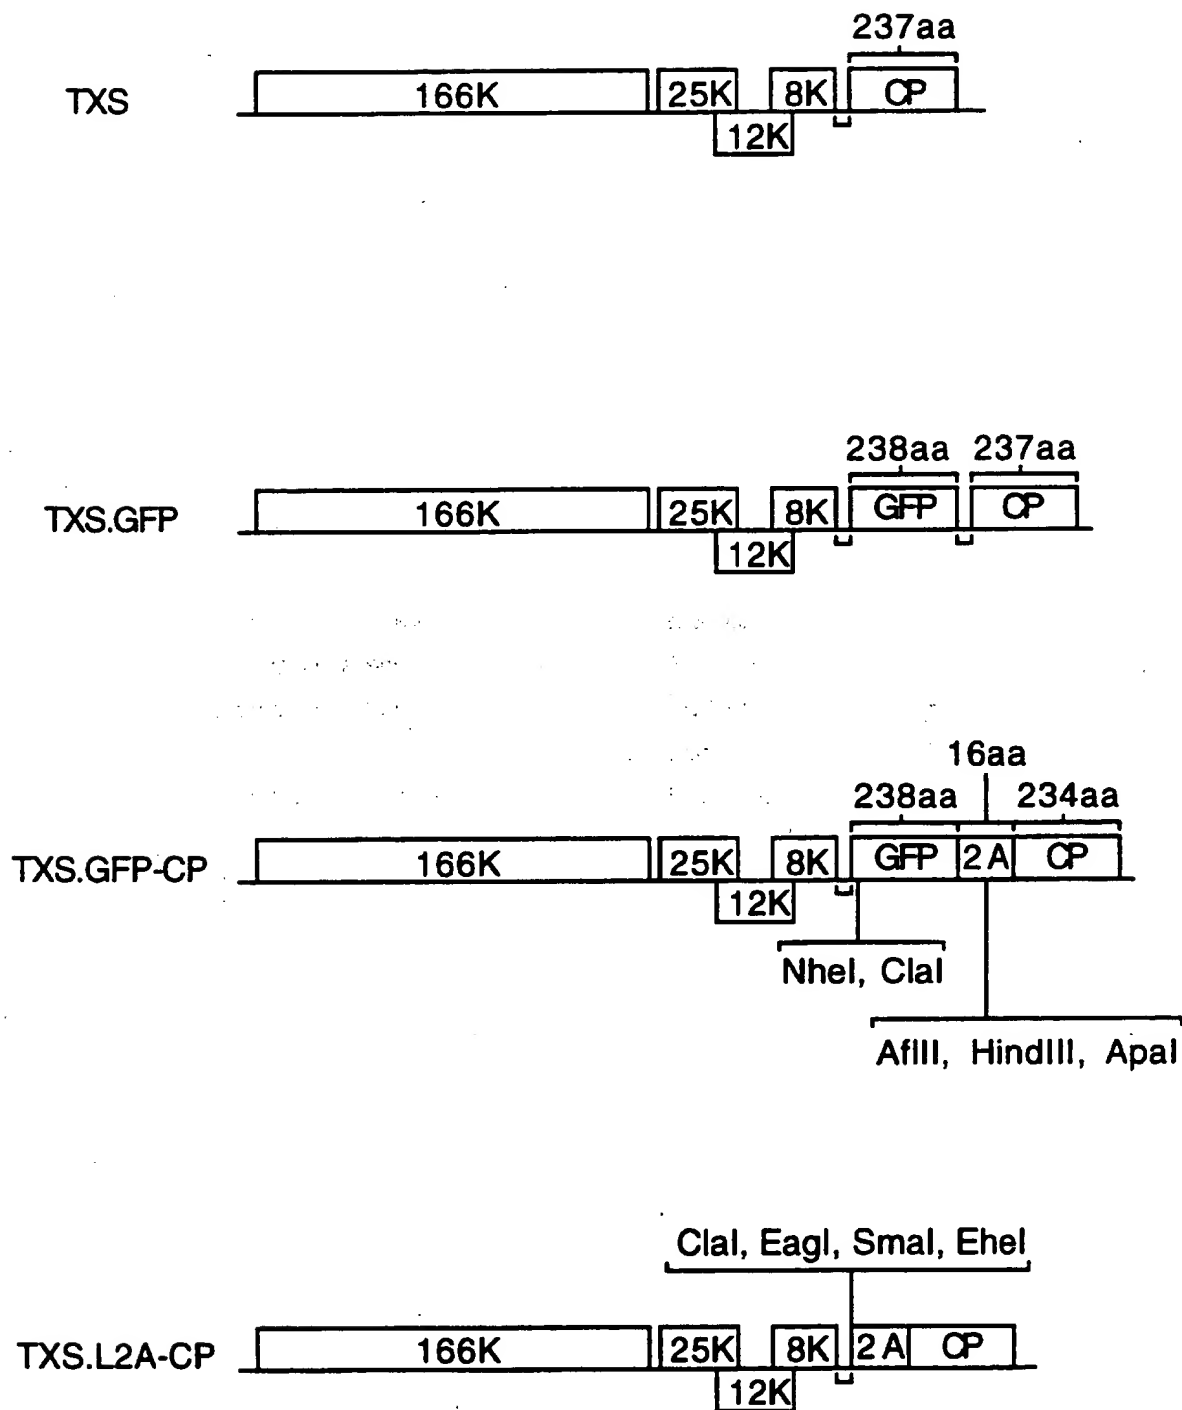 237aa
TXS 166K 25K 8K CP
12K
238aa 237aa
TXS.GFP 166K 25K 8K GFP CP
12K
16aa
238aa 234aa
TXS.GFP-CP 166K 25K 8K GFP 2A CP
12K
NheI, ClaI
AflII, HindIII, ApaI
ClaI, EagI, SmaI, EheI
TXS.L2A-CP 166K 25K 8K 2A CP
12K